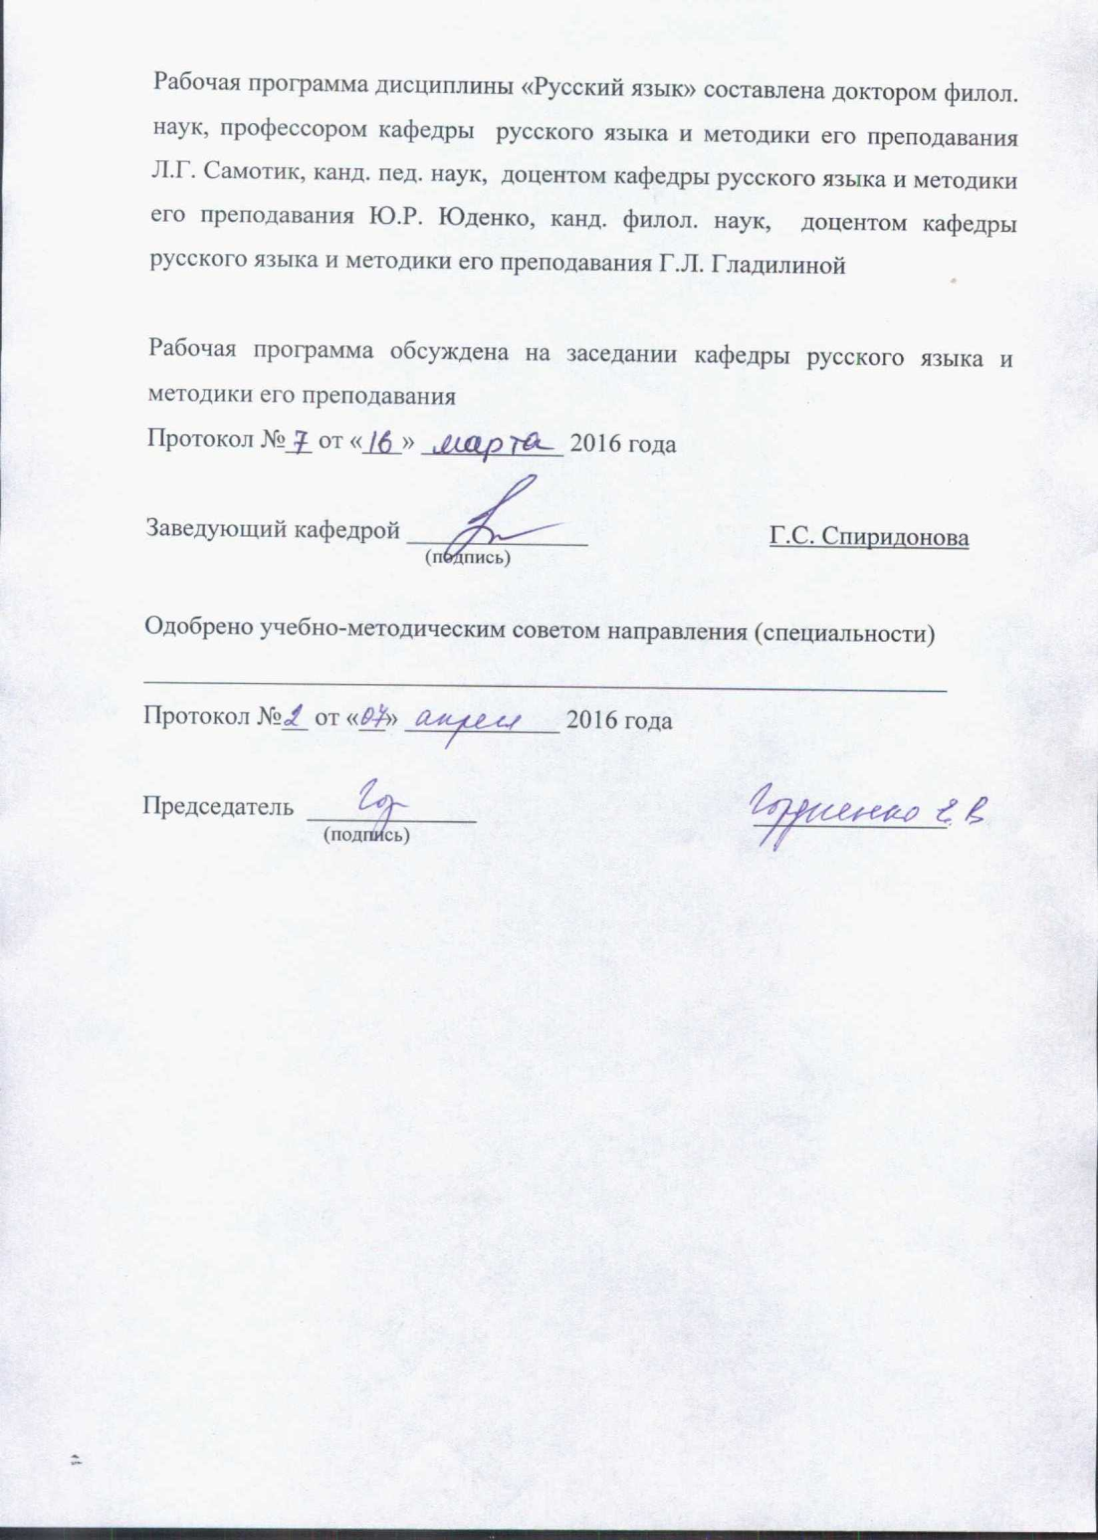 Рабочая программа дисциплины «Русский язык» составлена доктором филол.
наук, профессором кафедры русского языка и методики его преподавания
Л.Г. Самотик, канд. пед. наук, доцентом кафедры русского языка и методики
его преподавания Ю.Р. Юденко, канд. филол. наук, доцентом кафедры
русского языка и методики его преподавания Г.Л. Гладилиной
Рабочая программа обсуждена на заседании кафедры русского языка и
методики его преподавания
Протокол № 7 от «16» марта 2016 года
Заведующий кафедрой Г.С. Спиридонова
(подпись)
Одобрено учебно-методическим советом направления (специальности)
Протокол № 2 от «07» апреля 2016 года
Председатель Гордиенко Е.В
(подпись)